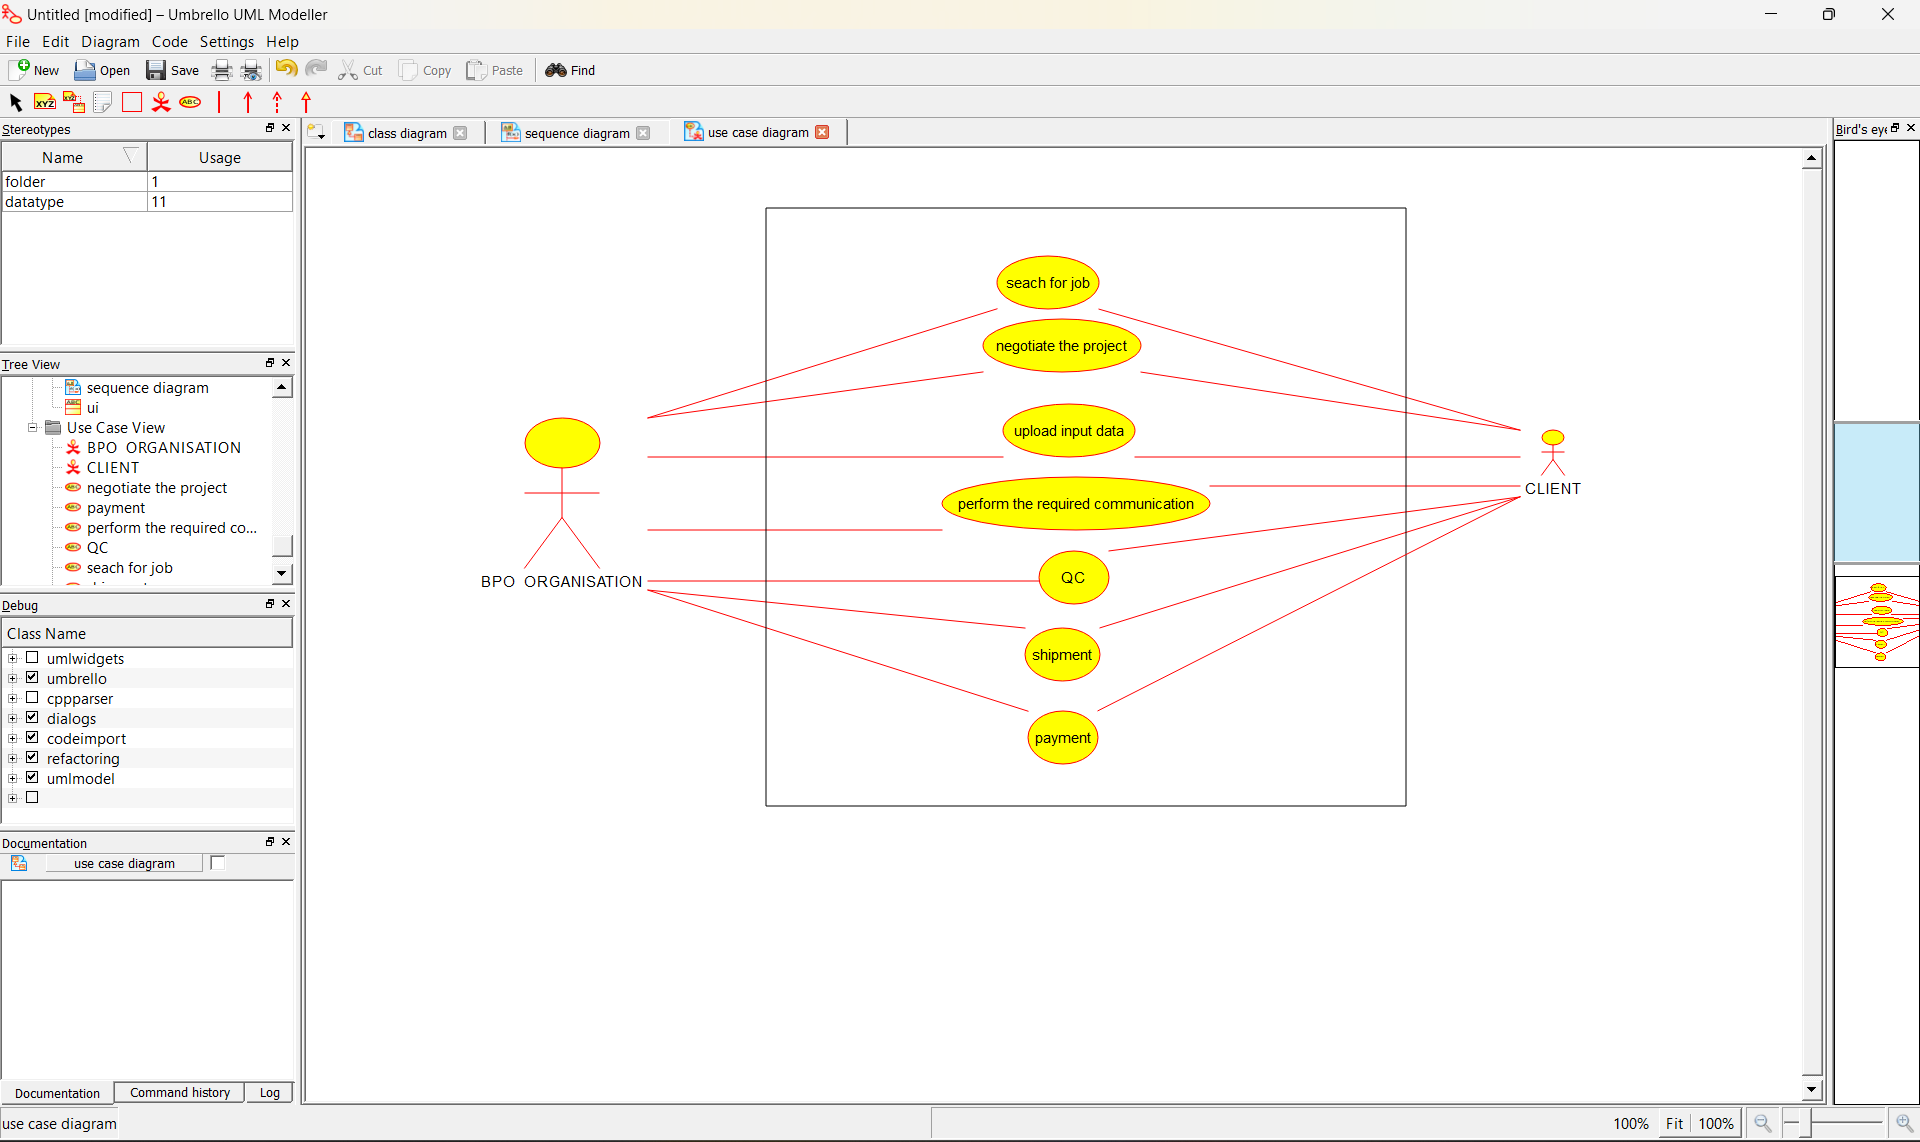 Untitled [modified] – Umbrello UML Modeller
File Edit Diagram Code Settings Help
New Open Save Cut Copy Paste Find
XYZ XYZ ABC
Stereotypes
Name Usage
folder 1
datatype 11
Tree View
sequence diagram
ui
Use Case View
BPO ORGANISATION
CLIENT
negotiate the project
payment
perform the required co...
QC
seach for job
Debug
Class Name
umlwidgets
umbrello
cppparser
dialogs
codeimport
refactoring
umlmodel
Documentation
use case diagram
Documentation Command history Log
use case diagram
class diagram sequence diagram use case diagram
seach for job
negotiate the project
upload input data
perform the required communication
QC
shipment
payment
BPO ORGANISATION
CLIENT
Bird's eye
100% Fit 100%